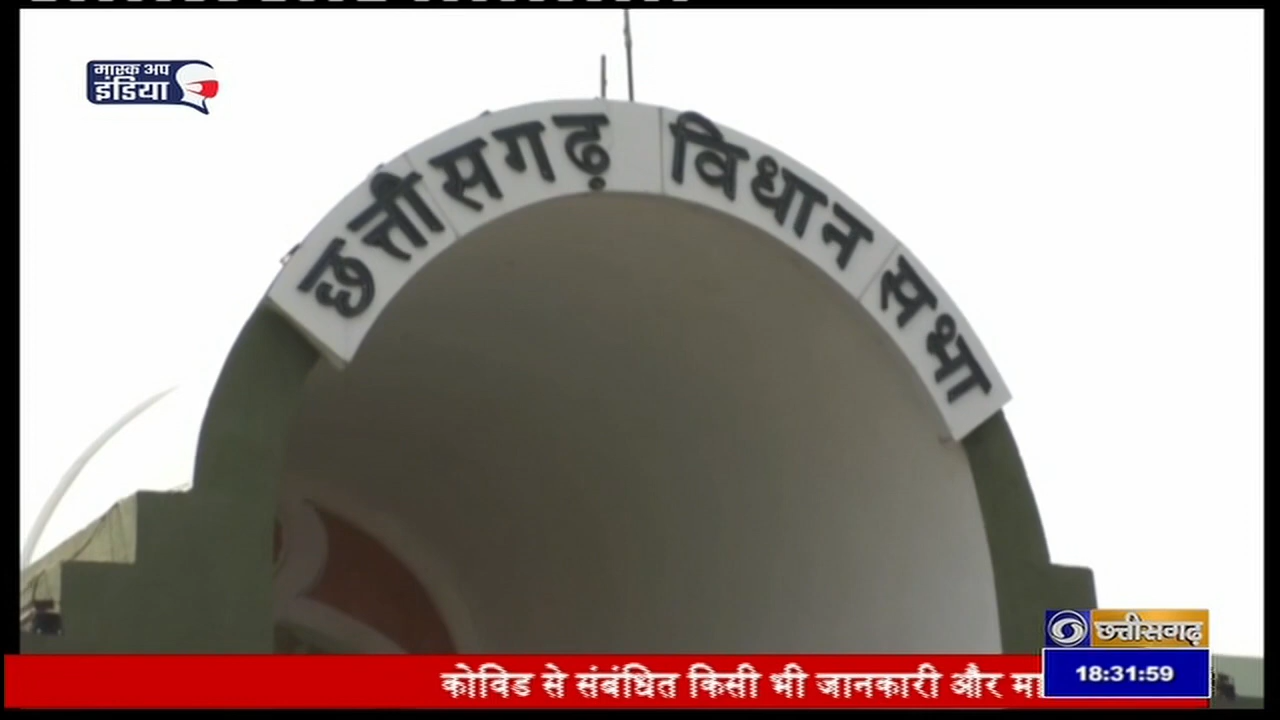 मास्क अप
इंडिया
छत्तीसगढ़ विधान सभा
छत्तीसगढ़
कोविड से संबंधित किसी भी जानकारी और
18:31:59